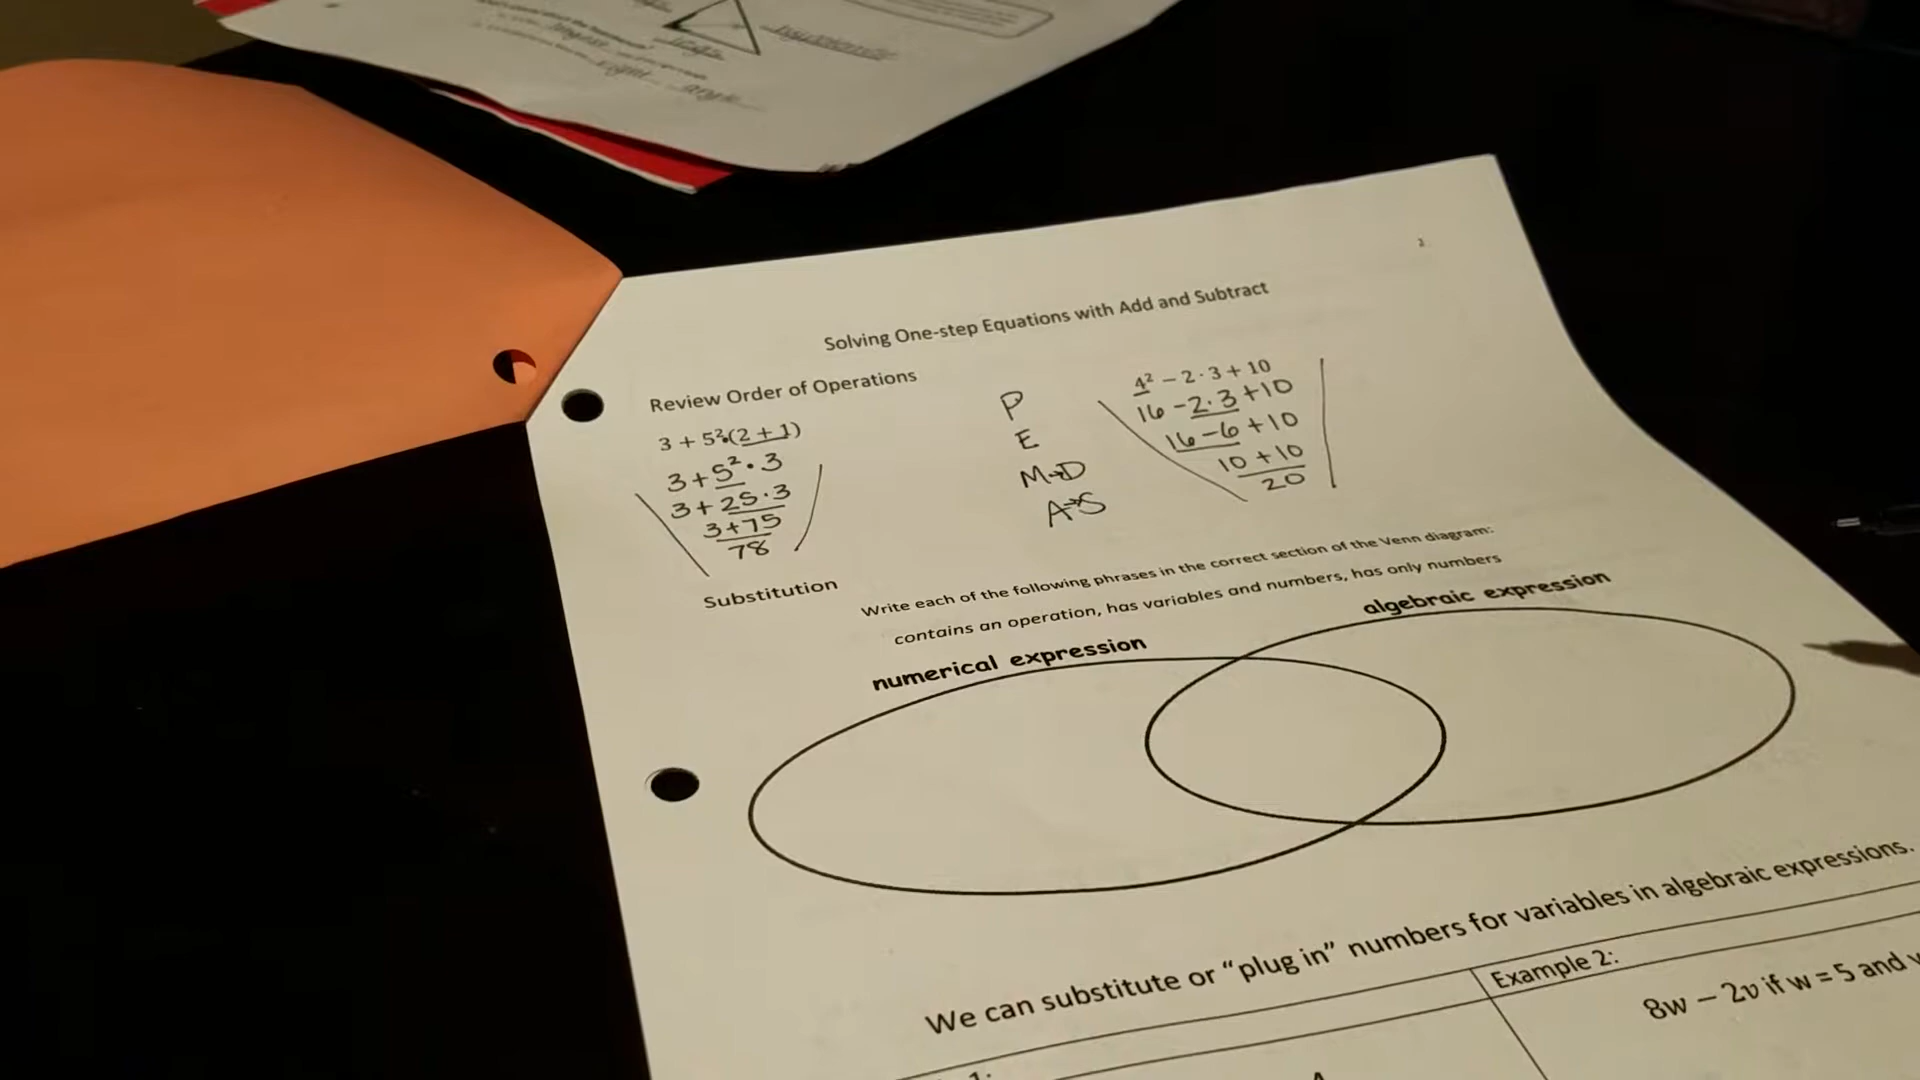 right angle
2
Solving One-step Equations with Add and Subtract
Review Order of Operations
3 + 5²·(2 + 1)
3+5²·3
3+25·3
3+75
78
P
E
M→D
A→S
4² − 2 · 3 + 10
16 -2·3 +10
16-6 +10
10 +10
20
Substitution
Write each of the following phrases in the correct section of the Venn diagram:
contains an operation, has variables and numbers, has only numbers
numerical expression
algebraic expression
We can substitute or “plug in” numbers for variables in algebraic expressions.
1:
Example 2:
8w − 2v if w = 5 and